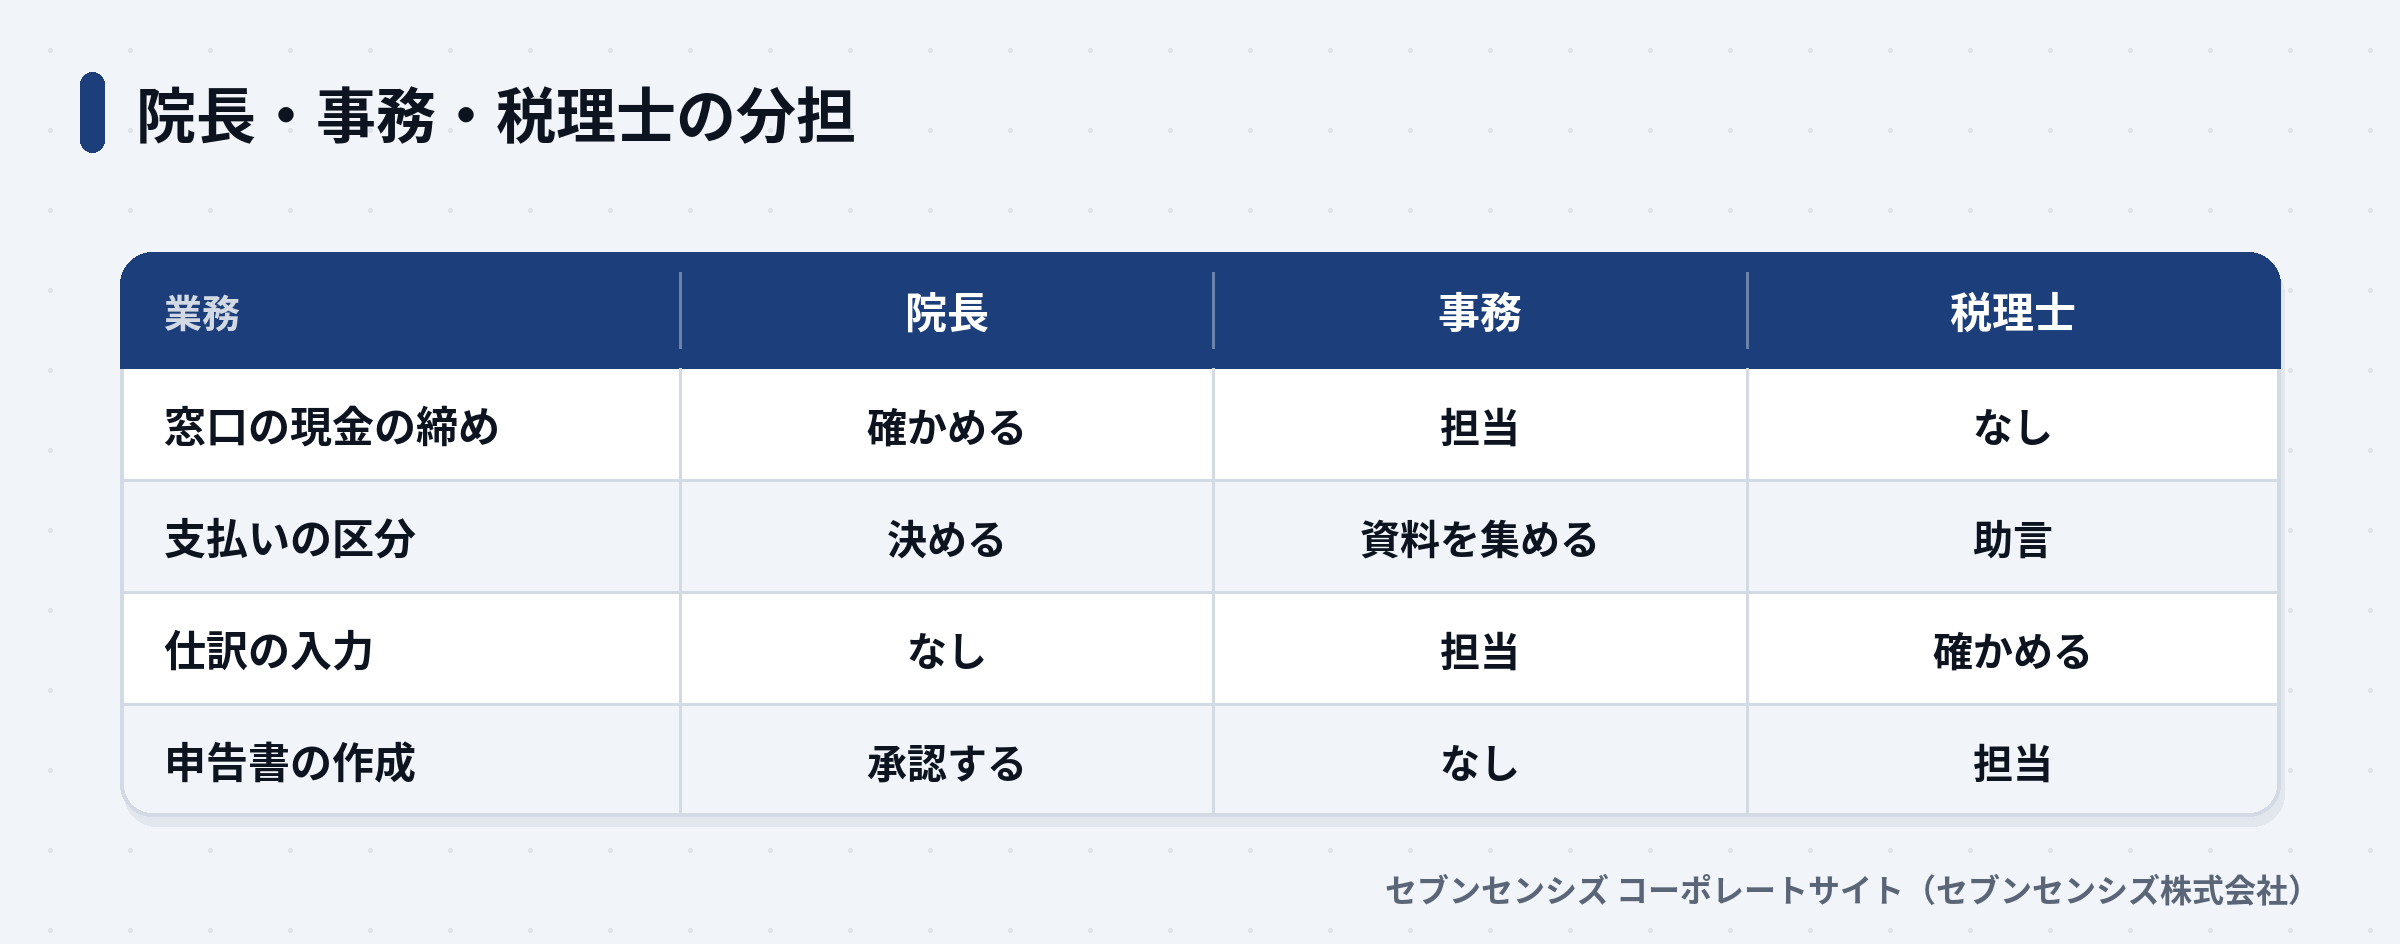 院長・事務・税理士の分担
業務 院長 事務 税理士
窓口の現金の締め 確かめる 担当 なし
支払いの区分 決める 資料を集める 助言
仕訳の入力 なし 担当 確かめる
申告書の作成 承認する なし 担当
セブンセンシズ コーポレートサイト（セブンセンシズ株式会社）